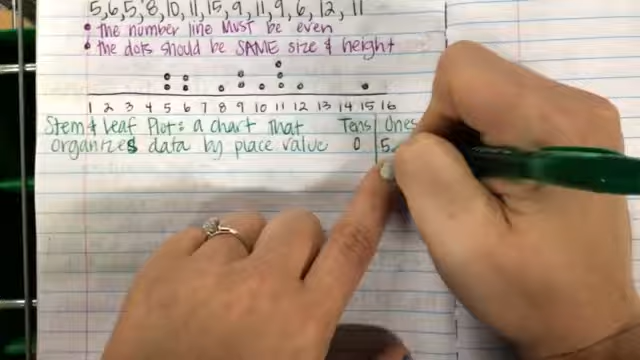 5,6,5,8,10,11,15,9,11,9,6,12,11
• the number line MUST be even
• the dots should be SAME size & height
1 2 3 4 5 6 7 8 9 10 11 12 13 14 15 16
Stem & Leaf Plot: a chart that
organizes data by place value
Tens Ones
0 5